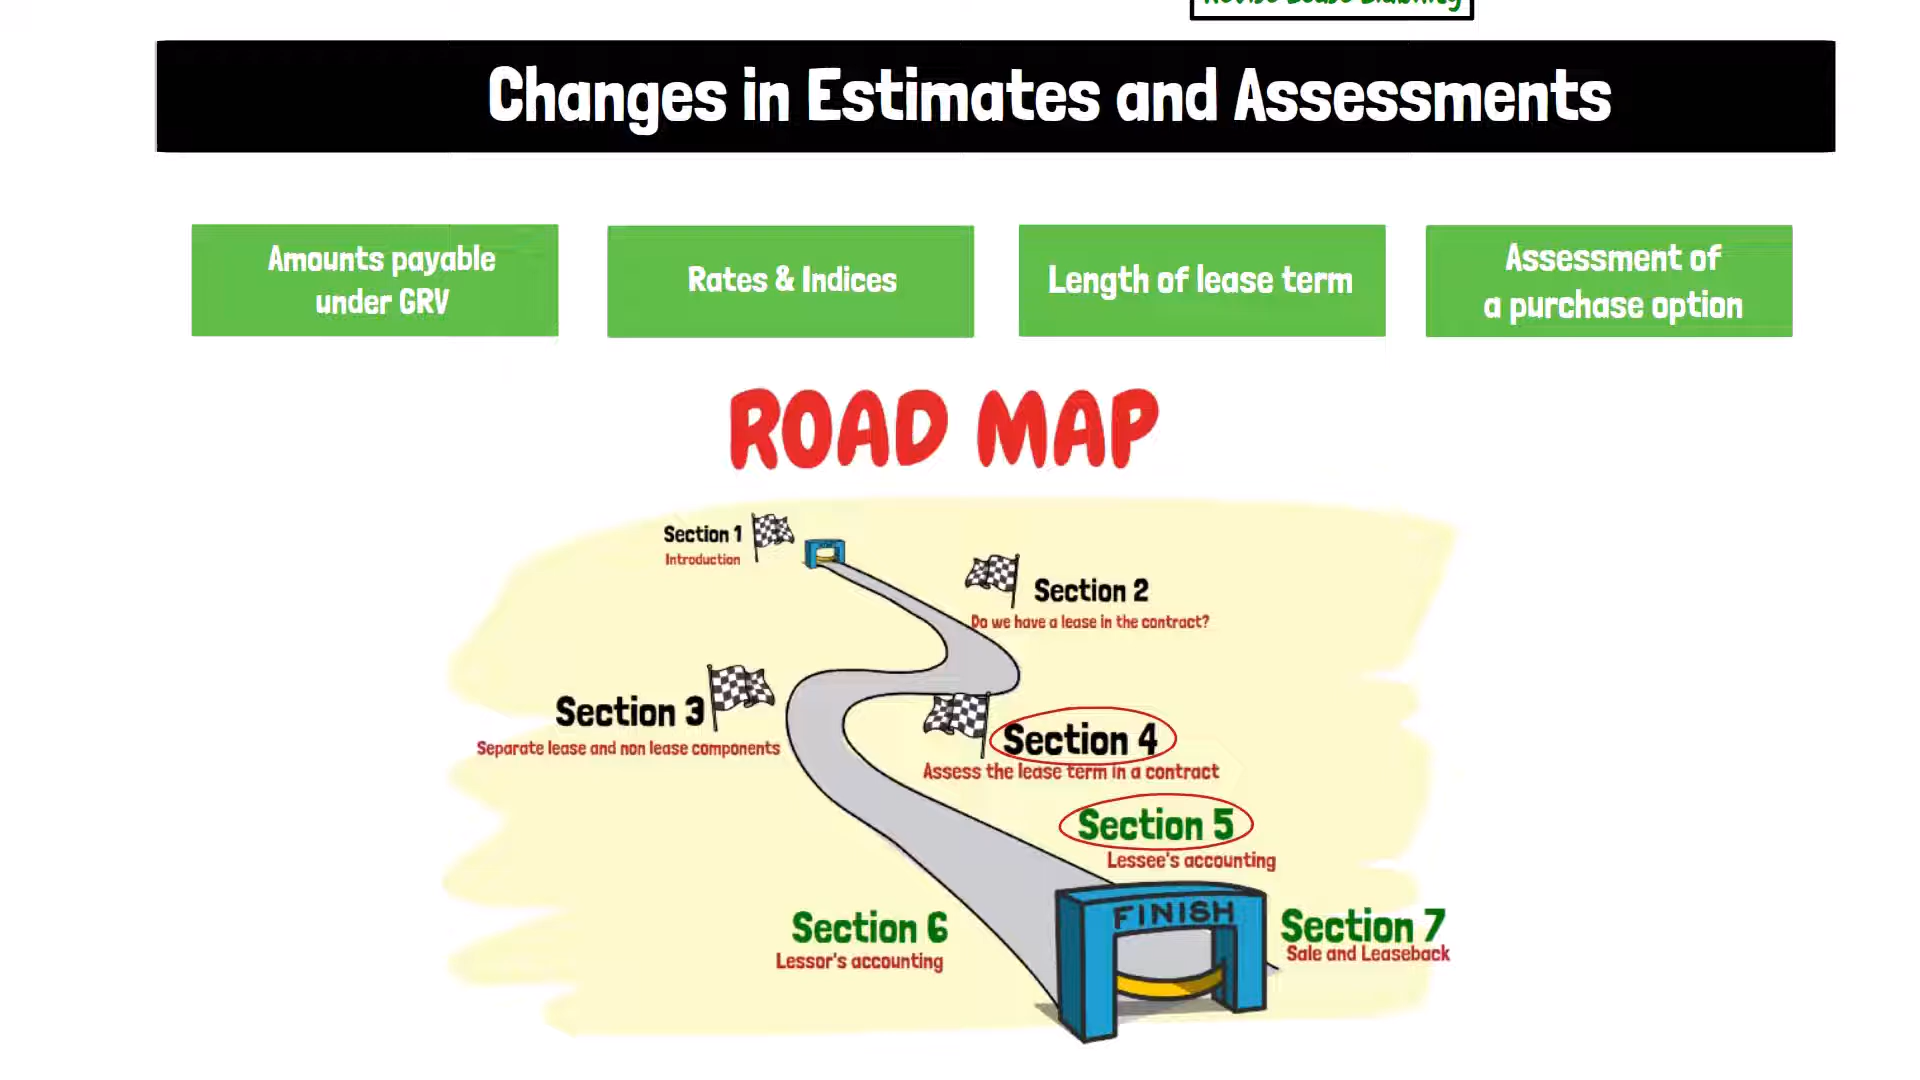 Revise Lease Liability
Changes in Estimates and Assessments
Amounts payable
under GRV
Rates & Indices
Length of lease term
Assessment of
a purchase option
ROAD MAP
Section 1
Introduction
Section 2
Do we have a lease in the contract?
Section 3
Separate lease and non lease components
Section 4
Assess the lease term in a contract
Section 5
Lessee's accounting
FINISH
Section 6
Lessor's accounting
Section 7
Sale and Leaseback